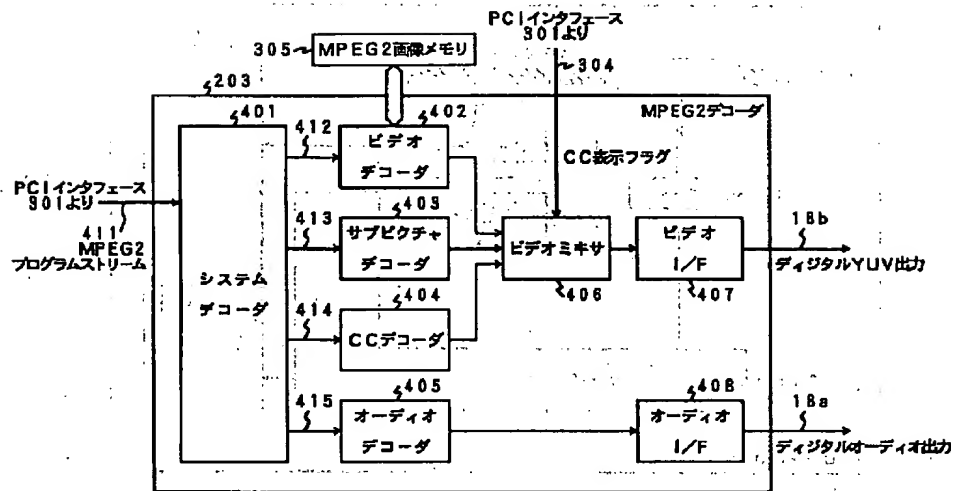 PCIインタフェース
301より
304
305
MPEG2画像メモリ
203
MPEG2デコーダ
401
412
402
ビデオ
デコーダ
CC表示フラグ
PCIインタフェース
301より
411
MPEG2
プログラムストリーム
システム
デコーダ
413
403
サブピクチャ
デコーダ
ビデオミキサ
406
ビデオ
I/F
407
18b
ディジタルYUV出力
414
404
CCデコーダ
415
405
オーディオ
デコーダ
408
オーディオ
I/F
18a
ディジタルオーディオ出力